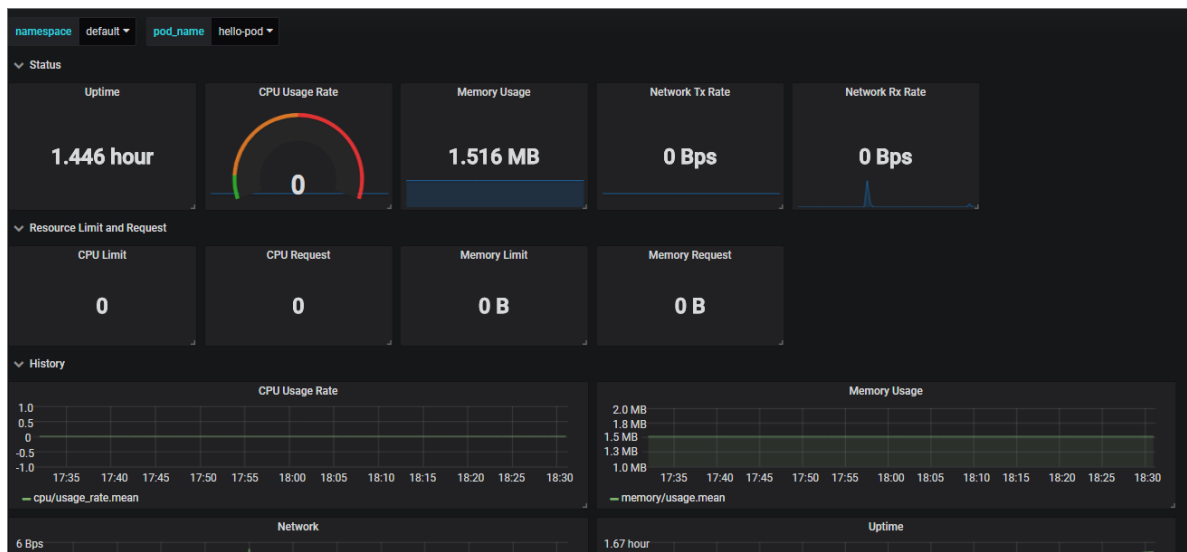 namespace default pod_name hello-pod
Status
Uptime CPU Usage Rate Memory Usage Network Tx Rate Network Rx Rate
1.446 hour 0 1.516 MB 0 Bps 0 Bps
Resource Limit and Request
CPU Limit CPU Request Memory Limit Memory Request
0 0 0 B 0 B
History
CPU Usage Rate
1.0
0.5
0
-0.5
-1.0
17:35 17:40 17:45 17:50 17:55 18:00 18:05 18:10 18:15 18:20 18:25 18:30
cpu/usage_rate.mean
Memory Usage
2.0 MB
1.8 MB
1.5 MB
1.3 MB
1.0 MB
17:35 17:40 17:45 17:50 17:55 18:00 18:05 18:10 18:15 18:20 18:25 18:30
memory/usage.mean
Network
6 Bps
Uptime
1.67 hour